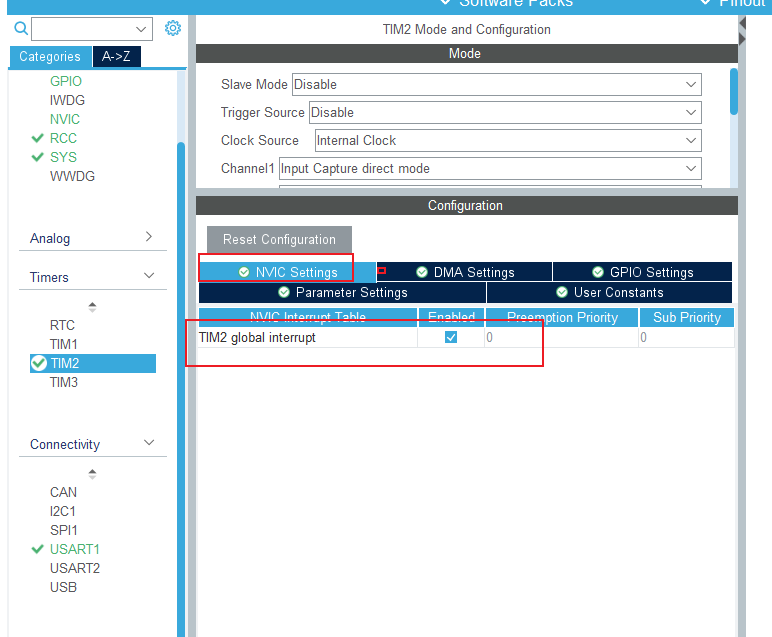 Software Packs
Pinout
TIM2 Mode and Configuration
Categories
A->Z
Mode
GPIO
IWDG
NVIC
RCC
SYS
WWDG
Slave Mode Disable
Trigger Source Disable
Clock Source Internal Clock
Channel1 Input Capture direct mode
Configuration
Reset Configuration
Analog
Timers
NVIC Settings
DMA Settings
GPIO Settings
Parameter Settings
User Constants
NVIC Interrupt Table
Enabled
Preemption Priority
Sub Priority
TIM2 global interrupt
0
0
RTC
TIM1
TIM2
TIM3
Connectivity
CAN
I2C1
SPI1
USART1
USART2
USB